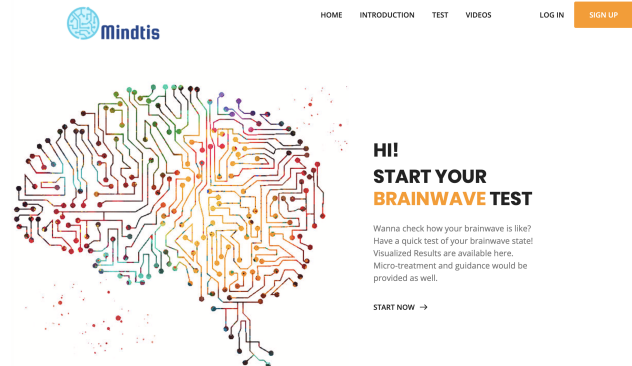 Mindtis
HOME INTRODUCTION TEST VIDEOS LOG IN SIGN UP
HI!
START YOUR
BRAINWAVE TEST
Wanna check how your brainwave is like?
Have a quick test of your brainwave state!
Visualized Results are available here.
Micro-treatment and guidance would be
provided as well.
START NOW →